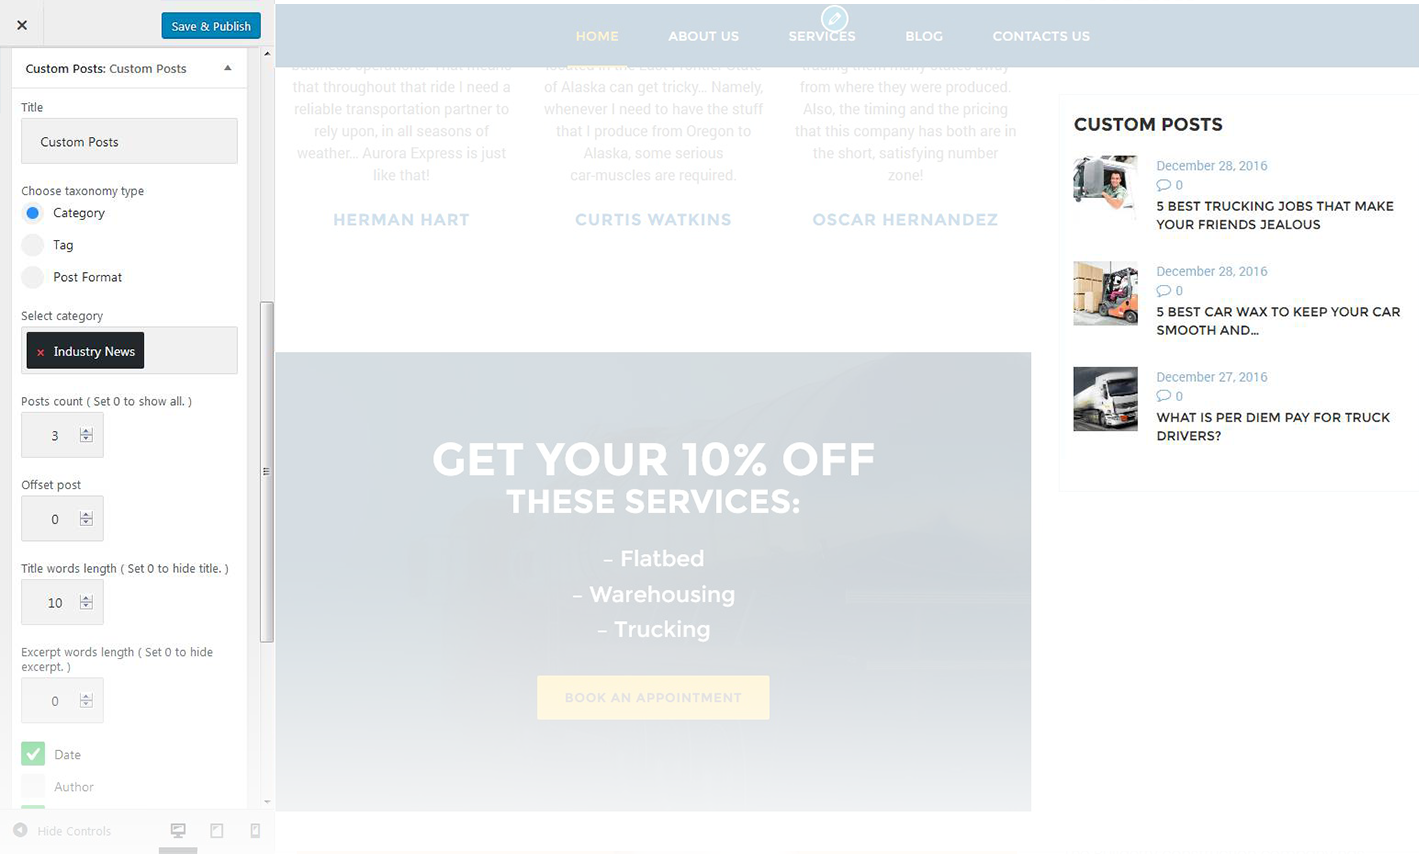 Save & Publish
Custom Posts: Custom Posts
Title
Custom Posts
Choose taxonomy type
Category
Tag
Post Format
Select category
× Industry News
Posts count ( Set 0 to show all. )
3
Offset post
0
Title words length ( Set 0 to hide title. )
10
Excerpt words length ( Set 0 to hide
excerpt. )
0
Date
Author
Hide Controls
HOME
ABOUT US
SERVICES
BLOG
CONTACTS US
that throughout that ride I need a
reliable transportation partner to
rely upon, in all seasons of
weather... Aurora Express is just
like that!
HERMAN HART
located in the Last Frontier State
of Alaska can get tricky... Namely,
whenever I need to have the stuff
that I produce from Oregon to
Alaska, some serious
car-muscles are required.
CURTIS WATKINS
from where they were produced.
Also, the timing and the pricing
that this company has both are in
the short, satisfying number
zone!
OSCAR HERNANDEZ
GET YOUR 10% OFF
THESE SERVICES:
– Flatbed
– Warehousing
– Trucking
BOOK AN APPOINTMENT
CUSTOM POSTS
December 28, 2016
0
5 BEST TRUCKING JOBS THAT MAKE
YOUR FRIENDS JEALOUS
December 28, 2016
0
5 BEST CAR WAX TO KEEP YOUR CAR
SMOOTH AND...
December 27, 2016
0
WHAT IS PER DIEM PAY FOR TRUCK
DRIVERS?